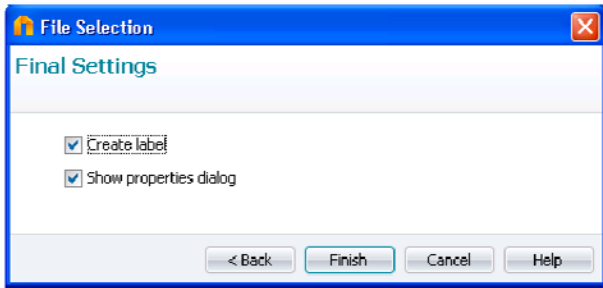 File Selection
Final Settings
Create label
Show properties dialog
< Back Finish Cancel Help